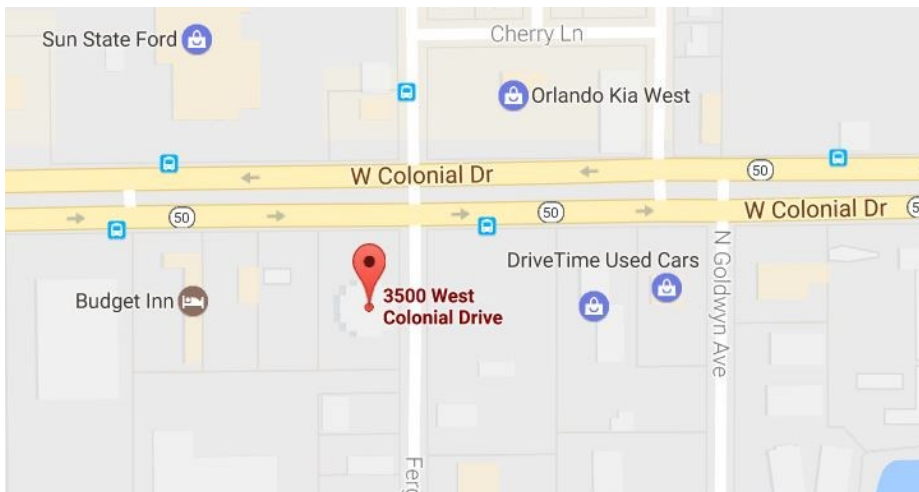 Sun State Ford
Cherry Ln
Orlando Kia West
W Colonial Dr
50
50
50
W Colonial Dr
DriveTime Used Cars
N Goldwyn Ave
Budget Inn
3500 West
Colonial Drive